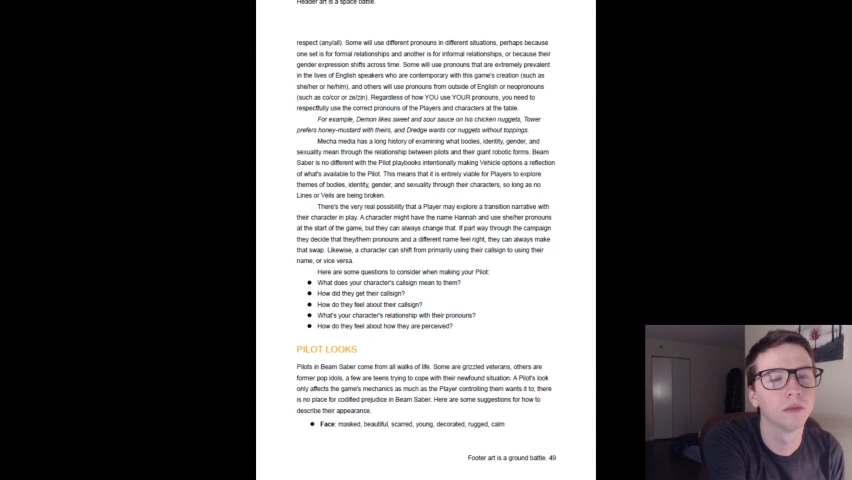 Header art is a space battle.
respect (any/all). Some will use different pronouns in different situations, perhaps because
one set is for formal relationships and another is for informal relationships, or because their
gender expression shifts across time. Some will use pronouns that are extremely prevalent
in the lives of English speakers who are contemporary with this game's creation (such as
she/her or he/him), and others will use pronouns from outside of English or neopronouns
(such as co/cor or ze/zin). Regardless of how YOU use YOUR pronouns, you need to
respectfully use the correct pronouns of the Players and characters at the table.
For example, Demon likes sweet and sour sauce on his chicken nuggets, Tower
prefers honey-mustard with theirs, and Dredge wants cor nuggets without toppings.
Mecha media has a long history of examining what bodies, identity, gender, and
sexuality mean through the relationship between pilots and their giant robotic forms. Beam
Saber is no different with the Pilot playbooks intentionally making Vehicle options a reflection
of what's available to the Pilot. This means that it is entirely viable for Players to explore
themes of bodies, identity, gender, and sexuality through their characters, so long as no
Lines or Veils are being broken.
There's the very real possibility that a Player may explore a transition narrative with
their character in play. A character might have the name Hannah and use she/her pronouns
at the start of the game, but they can always change that. If part way through the campaign
they decide that they/them pronouns and a different name feel right, they can always make
that swap. Likewise, a character can shift from primarily using their callsign to using their
name, or vice versa.
Here are some questions to consider when making your Pilot:
● What does your character's callsign mean to them?
● How did they get their callsign?
● How do they feel about their callsign?
● What's your character's relationship with their pronouns?
● How do they feel about how they are perceived?
PILOT LOOKS
Pilots in Beam Saber come from all walks of life. Some are grizzled veterans, others are
former pop idols, a few are teens trying to cope with their newfound situation. A Pilot's look
only affects the game's mechanics as much as the Player controlling them wants it to; there
is no place for codified prejudice in Beam Saber. Here are some suggestions for how to
describe their appearance.
● Face: masked, beautiful, scarred, young, decorated, rugged, calm
Footer art is a ground battle. 49